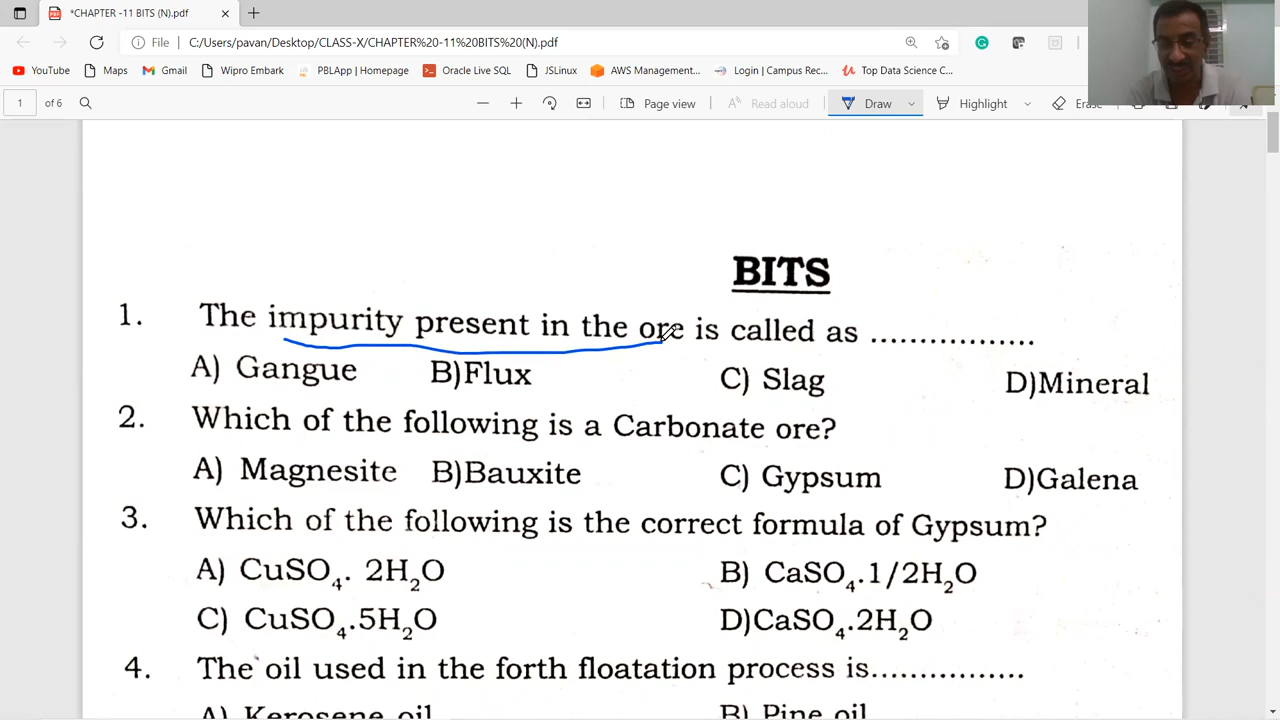 *CHAPTER -11 BITS (N).pdf
File C:/Users/pavan/Desktop/CLASS-X/CHAPTER%20-11%20BITS%20(N).pdf
YouTube Maps Gmail Wipro Embark PBLApp | Homepage Oracle Live SQL JSLinux AWS Management... Login | Campus Rec... Top Data Science C...
1 of 6 Page view Read aloud Draw Highlight Erase
BITS
1. The impurity present in the ore is called as .................
A) Gangue B)Flux C) Slag D)Mineral
2. Which of the following is a Carbonate ore?
A) Magnesite B)Bauxite C) Gypsum D)Galena
3. Which of the following is the correct formula of Gypsum?
A) CuSO₄. 2H₂O B) CaSO₄.1/2H₂O
C) CuSO₄.5H₂O D)CaSO₄.2H₂O
4. The oil used in the forth floatation process is................
A) Kerosene oil B) Pine oil